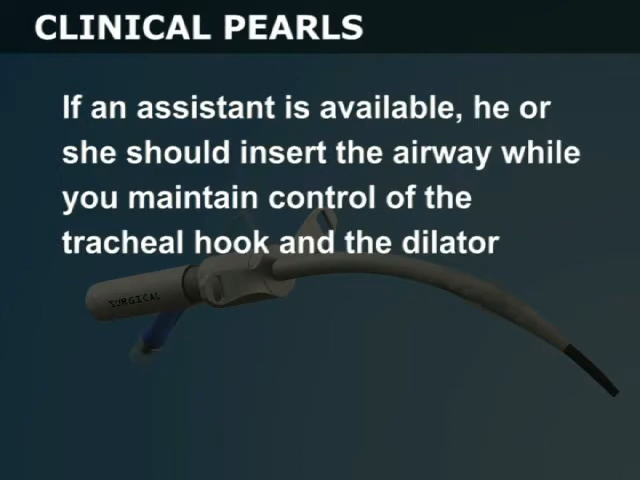 CLINICAL PEARLS
If an assistant is available, he or
she should insert the airway while
you maintain control of the
tracheal hook and the dilator
SURGICAL